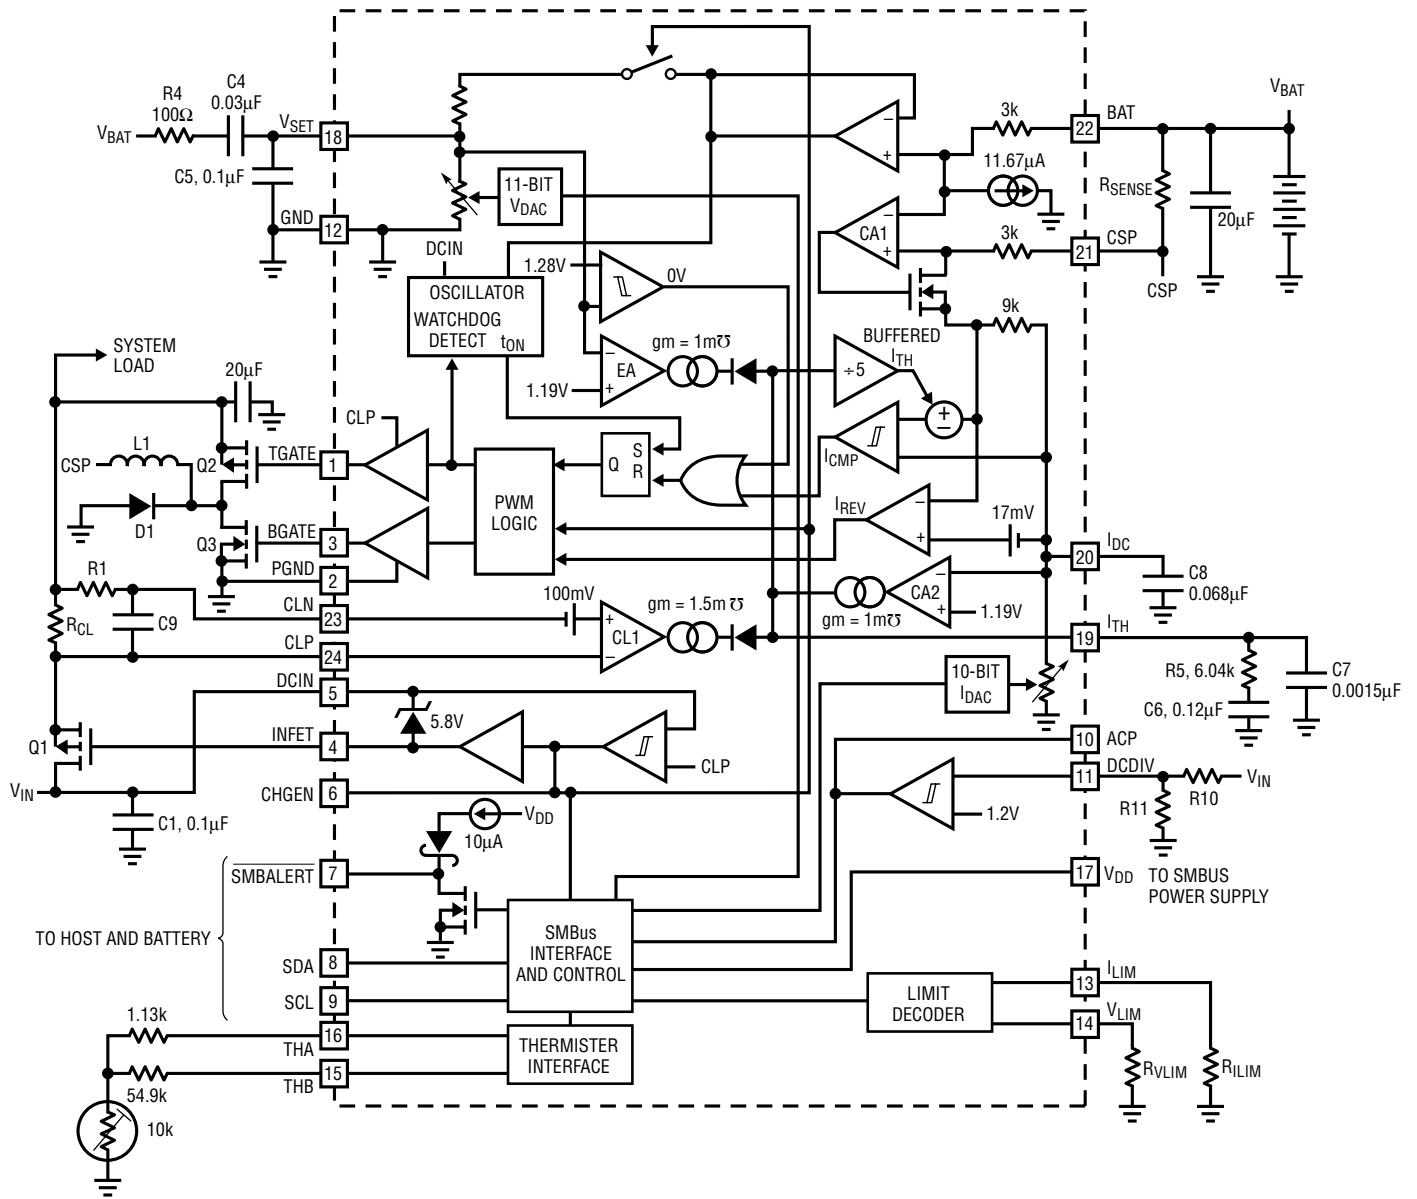 V_BAT
R4
100Ω
C4
0.03µF
V_SET
18
C5, 0.1µF
GND
12
11-BIT
V_DAC
DCIN
OSCILLATOR
WATCHDOG
DETECT t_ON
1.28V
0V
EA
1.19V
gm = 1m℧
−
+
3k
22
BAT
V_BAT
11.67µA
R_SENSE
20µF
CA1
−
+
3k
21
CSP
CSP
9k
BUFFERED
I_TH
÷5
+
−
I_CMP
SYSTEM
LOAD
20µF
CLP
L1
CSP
Q2
TGATE
1
D1
Q3
BGATE
3
PGND
2
PWM
LOGIC
Q
S
R
I_REV
−
+
17mV
20
I_DC
C8
0.068µF
R1
CLN
23
R_CL
C9
CLP
24
100mV
+
CL1
−
gm = 1.5m ℧
gm = 1m℧
CA2
−
+
1.19V
19
I_TH
R5, 6.04k
C6, 0.12µF
C7
0.0015µF
10-BIT
I_DAC
DCIN
5
5.8V
Q1
INFET
4
CLP
V_IN
CHGEN
6
C1, 0.1µF
10
ACP
11
DCDIV
V_IN
R10
R11
1.2V
V_DD
10µA
SMBALERT
7
17
V_DD
TO SMBUS
POWER SUPPLY
TO HOST AND BATTERY
SMBus
INTERFACE
AND CONTROL
SDA
8
SCL
9
LIMIT
DECODER
13
I_LIM
14
V_LIM
R_VLIM
R_ILIM
1.13k
16
THA
THERMISTER
INTERFACE
15
THB
54.9k
10k